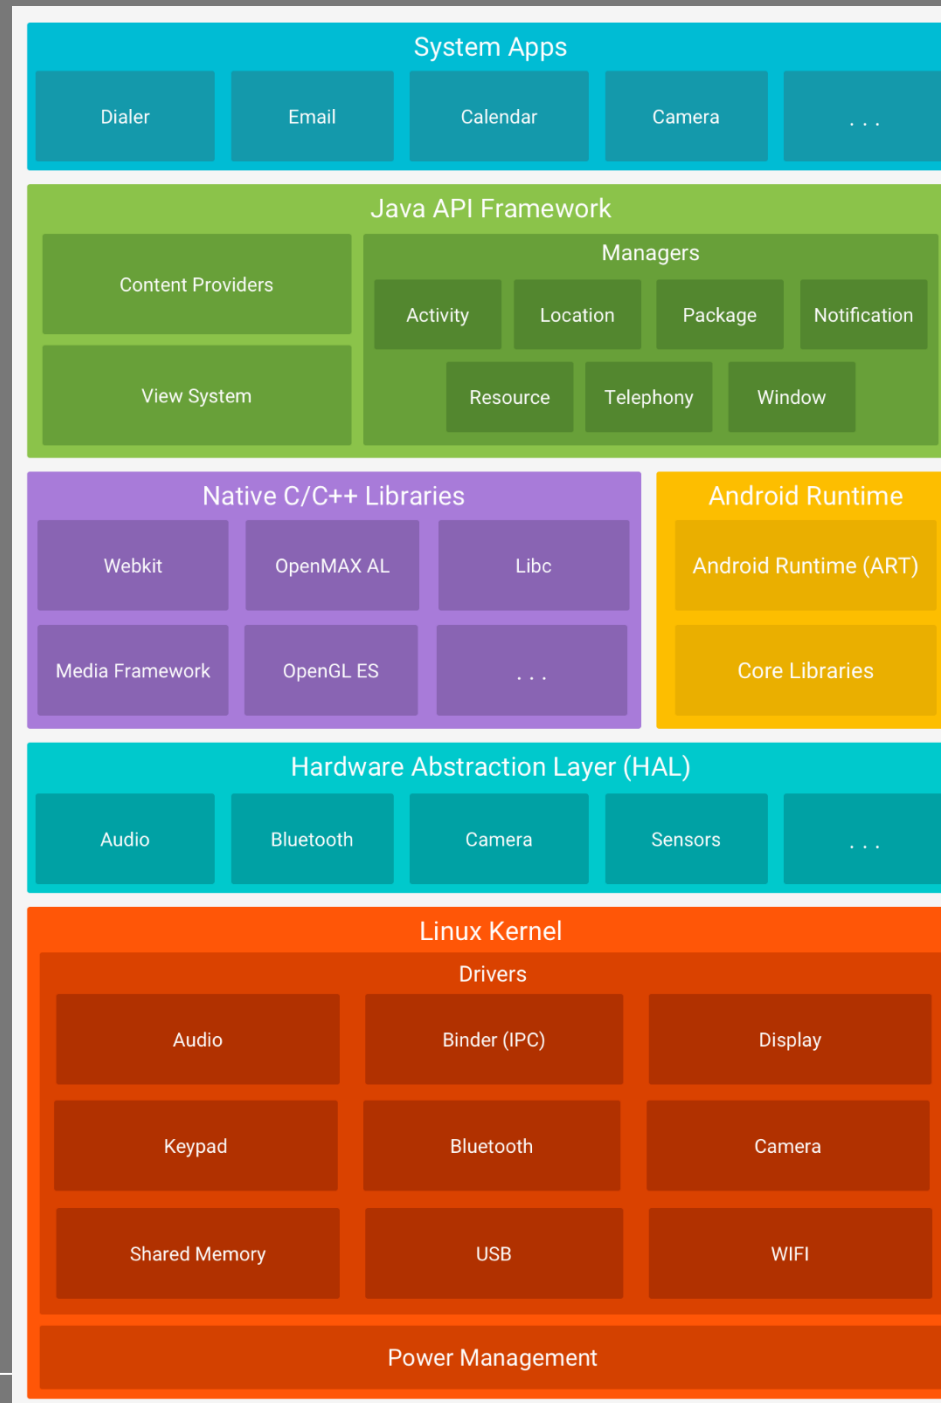 System Apps
Dialer
Email
Calendar
Camera
. . .
Java API Framework
Content Providers
View System
Managers
Activity
Location
Package
Notification
Resource
Telephony
Window
Native C/C++ Libraries
Webkit
OpenMAX AL
Libc
Media Framework
OpenGL ES
. . .
Android Runtime
Android Runtime (ART)
Core Libraries
Hardware Abstraction Layer (HAL)
Audio
Bluetooth
Camera
Sensors
. . .
Linux Kernel
Drivers
Audio
Binder (IPC)
Display
Keypad
Bluetooth
Camera
Shared Memory
USB
WIFI
Power Management